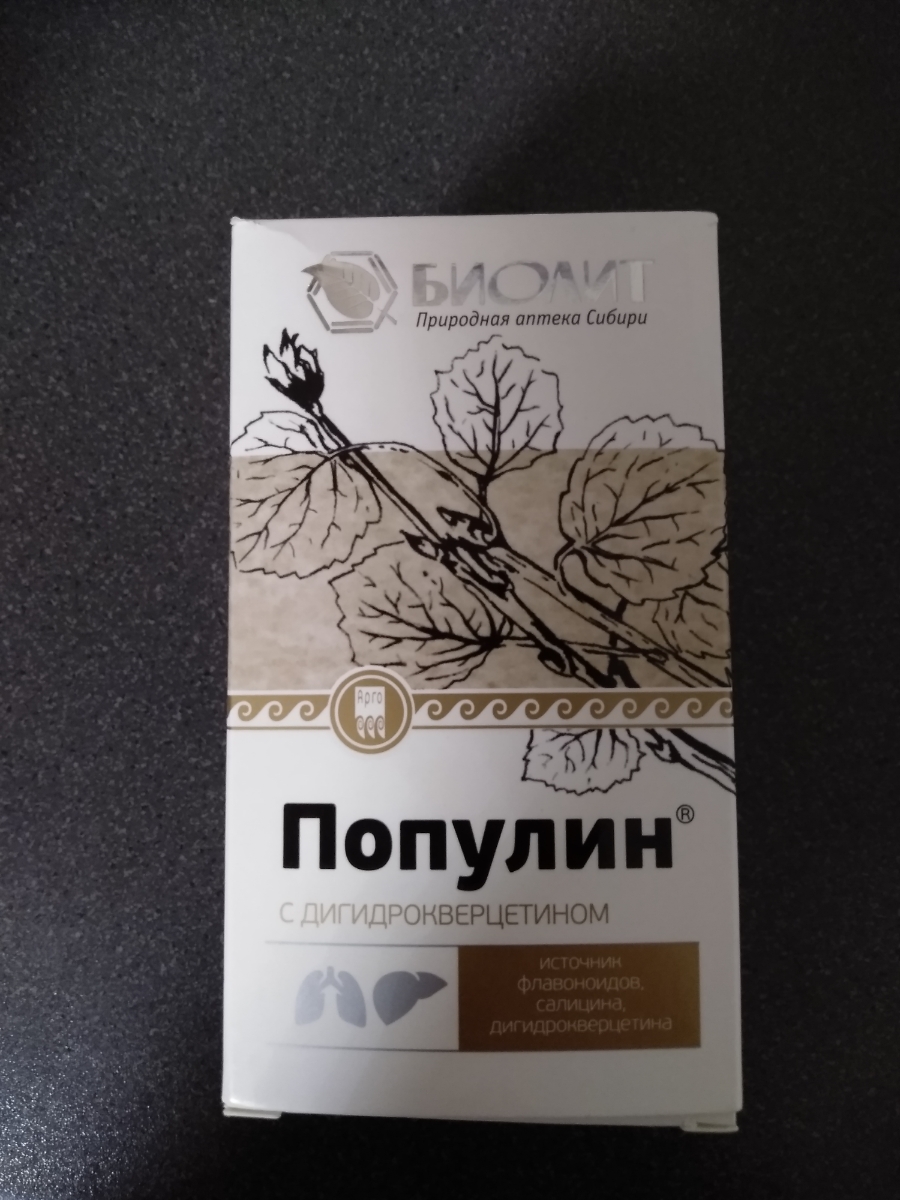 БИОЛИТ
Природная аптека Сибири
Арго
Популин®
С ДИГИДРОКВЕРЦЕТИНОМ
источник
флавоноидов,
салицина,
дигидрокверцетина